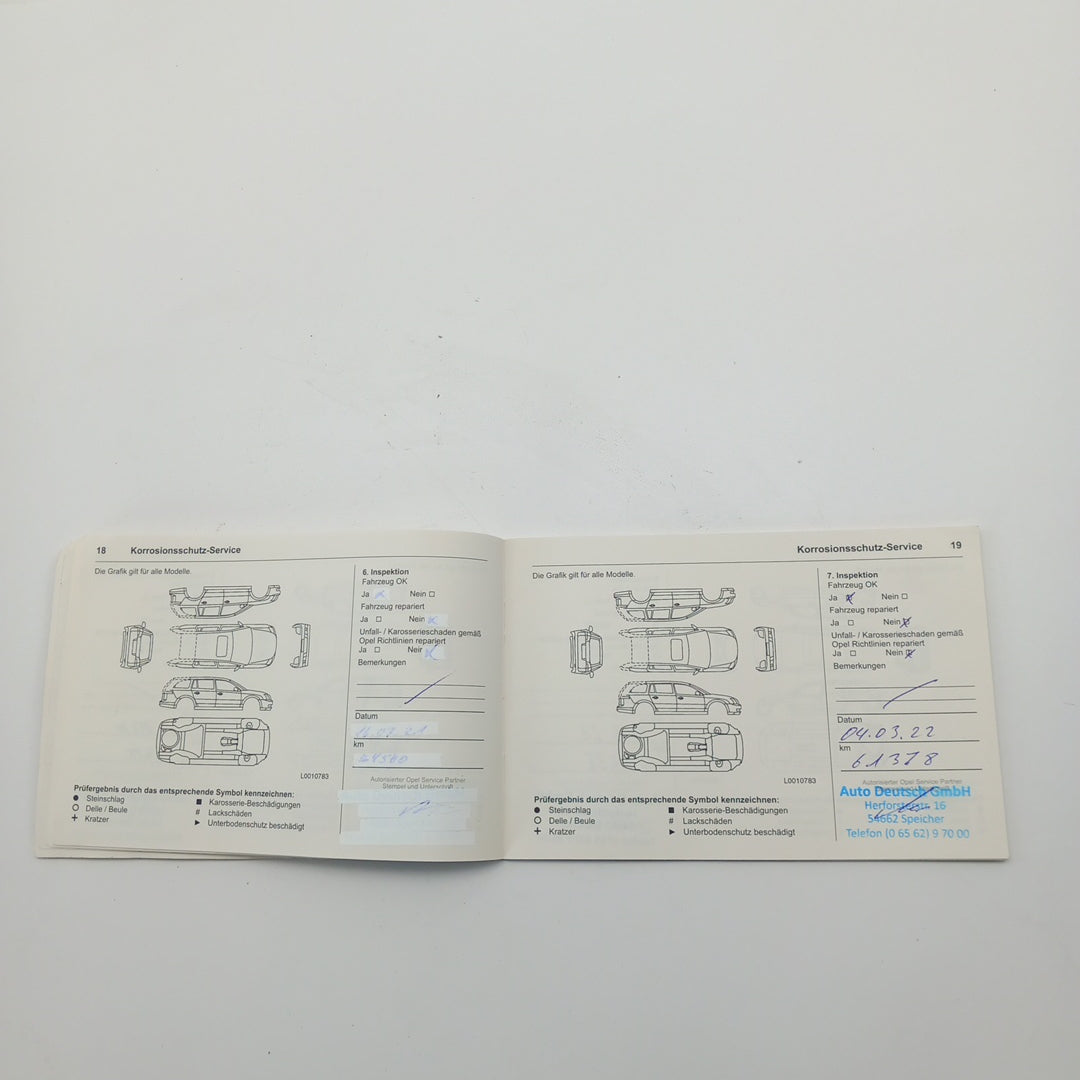 18 Korrosionsschutz-Service
Die Grafik gilt für alle Modelle.
L0010783
Prüfergebnis durch das entsprechende Symbol kennzeichnen:
Steinschlag
Delle / Beule
Kratzer
Karosserie-Beschädigungen
# Lackschäden
Unterbodenschutz beschädigt
6. Inspektion
Fahrzeug OK
Ja Nein
Fahrzeug repariert
Ja Nein
Unfall- / Karosserieschaden gemäß
Opel Richtlinien repariert
Ja
Bemerkungen
Datum
km
Autorisierter Opel Service Partner
Stempel und Unterschrift
Korrosionsschutz-Service 19
Die Grafik gilt für alle Modelle.
L0010783
Prüfergebnis durch das entsprechende Symbol kennzeichnen:
Steinschlag
Delle / Beule
Kratzer
Karosserie-Beschädigungen
# Lackschäden
Unterbodenschutz beschädigt
7. Inspektion
Fahrzeug OK
Ja Nein
Fahrzeug repariert
Ja Nein
Unfall- / Karosserieschaden gemäß
Opel Richtlinien repariert
Ja Nein
Bemerkungen
Datum
04.03.22
km
61378
Autorisierter Opel Service Partner
Auto Deutsch GmbH
16
54662 Speicher
Telefon (0 65 62) 9 70 00